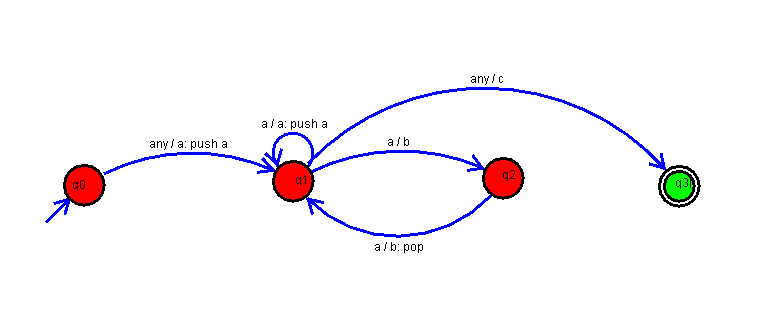 any / c
a / a: push a
any / a: push a
a / b
q0
q1
q2
q3
a / b: pop